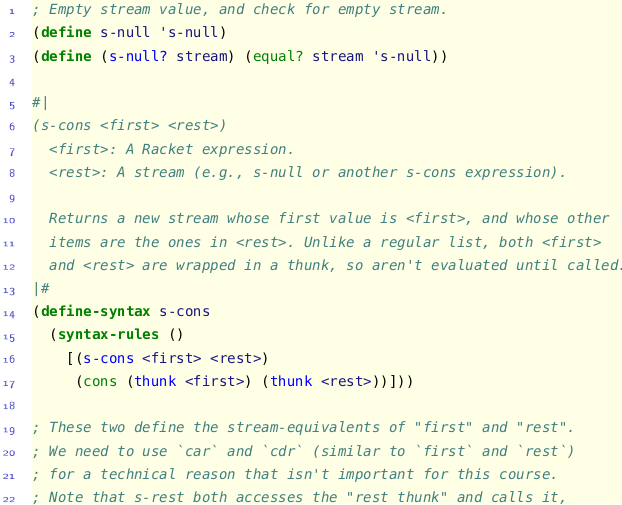 1 ; Empty stream value, and check for empty stream.
2 (define s-null 's-null)
3 (define (s-null? stream) (equal? stream 's-null))
4
5 #|
6 (s-cons <first> <rest>)
7   <first>: A Racket expression.
8   <rest>: A stream (e.g., s-null or another s-cons expression).
9
10   Returns a new stream whose first value is <first>, and whose other
11   items are the ones in <rest>. Unlike a regular list, both <first>
12   and <rest> are wrapped in a thunk, so aren't evaluated until called.
13 |#
14 (define-syntax s-cons
15   (syntax-rules ()
16     [(s-cons <first> <rest>)
17      (cons (thunk <first>) (thunk <rest>))]))
18
19 ; These two define the stream-equivalents of "first" and "rest".
20 ; We need to use `car` and `cdr` (similar to `first` and `rest`)
21 ; for a technical reason that isn't important for this course.
22 ; Note that s-rest both accesses the "rest thunk" and calls it,